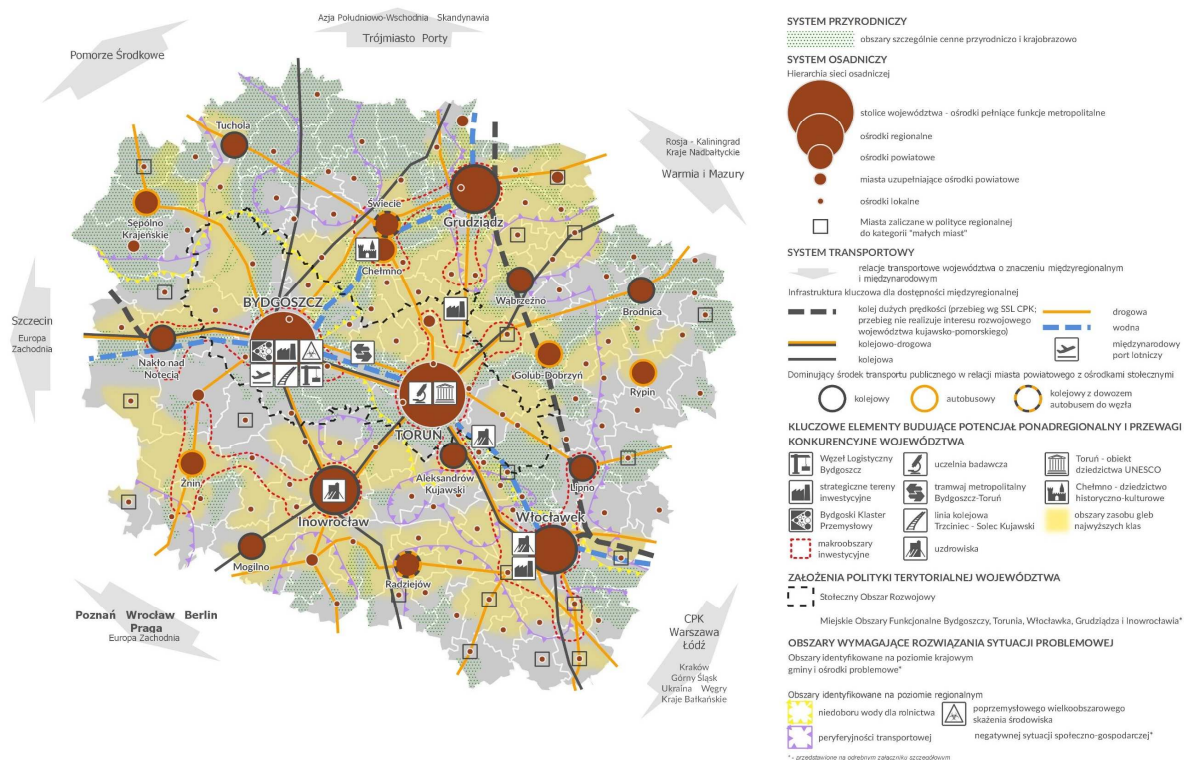 Azja Południowo-Wschodnia Skandynawia
Trójmiasto Porty
Pomorze Środkowe
Rosja - Kaliningrad
Kraje Nadbałtyckie
Warmia i Mazury
Szczecin
Europa
Zachodnia
Poznań Wrocław Berlin
Praga
Europa Zachodnia
CPK
Warszawa
Łódź
Kraków
Górny Śląsk
Ukraina Węgry
Kraje Bałkańskie
Tuchola
Sępólno
Krajeńskie
Świecie
Grudziądz
Chełmno
BYDGOSZCZ
Wąbrzeźno
Brodnica
Nakło nad
Notecią
Golub-Dobrzyń
Rypin
TORUŃ
Aleksandrów
Kujawski
Lipno
Żnin
Inowrocław
Włocławek
Mogilno
Radziejów
SYSTEM PRZYRODNICZY
obszary szczególnie cenne przyrodniczo i krajobrazowo
SYSTEM OSADNICZY
Hierarchia sieci osadniczej
stolice województwa - ośrodki pełniące funkcje metropolitalne
ośrodki regionalne
ośrodki powiatowe
miasta uzupełniające ośrodki powiatowe
ośrodki lokalne
Miasta zaliczane w polityce regionalnej
do kategorii "małych miast"
SYSTEM TRANSPORTOWY
relacje transportowe województwa o znaczeniu międzyregionalnym
i międzynarodowym
Infrastruktura kluczowa dla dostępności międzyregionalnej
kolej dużych prędkości (przebieg wg SSL CPK;
przebieg nie realizuje interesu rozwojowego
województwa kujawsko-pomorskiego)
kolejowo-drogowa
kolejowa
drogowa
wodna
międzynarodowy
port lotniczy
Dominujący środek transportu publicznego w relacji miasta powiatowego z ośrodkami stołecznymi
kolejowy
autobusowy
kolejowy z dowozem
autobusem do węzła
KLUCZOWE ELEMENTY BUDUJĄCE POTENCJAŁ PONADREGIONALNY I PRZEWAGI
KONKURENCYJNE WOJEWÓDZTWA
Węzeł Logistyczny
Bydgoszcz
uczelnia badawcza
Toruń - obiekt
dziedzictwa UNESCO
strategiczne tereny
inwestycyjne
tramwaj metropolitalny
Bydgoszcz-Toruń
Chełmno - dziedzictwo
historyczno-kulturowe
Bydgoski Klaster
Przemysłowy
linia kolejowa
Trzciniec - Solec Kujawski
obszary zasobu gleb
najwyższych klas
makroobszary
inwestycyjne
uzdrowiska
ZAŁOŻENIA POLITYKI TERYTORIALNEJ WOJEWÓDZTWA
Stołeczny Obszar Rozwojowy
Miejskie Obszary Funkcjonalne Bydgoszczy, Torunia, Włocławka, Grudziądza i Inowrocławia*
OBSZARY WYMAGAJĄCE ROZWIĄZANIA SYTUACJI PROBLEMOWEJ
Obszary identyfikowane na poziomie krajowym
gminy i ośrodki problemowe*
Obszary identyfikowane na poziomie regionalnym
niedoboru wody dla rolnictwa
poprzemysłowego wielkoobszarowego
skażenia środowiska
peryferyjności transportowej
negatywnej sytuacji społeczno-gospodarczej*
* - przedstawione na odrębnym załączniku szczegółowym